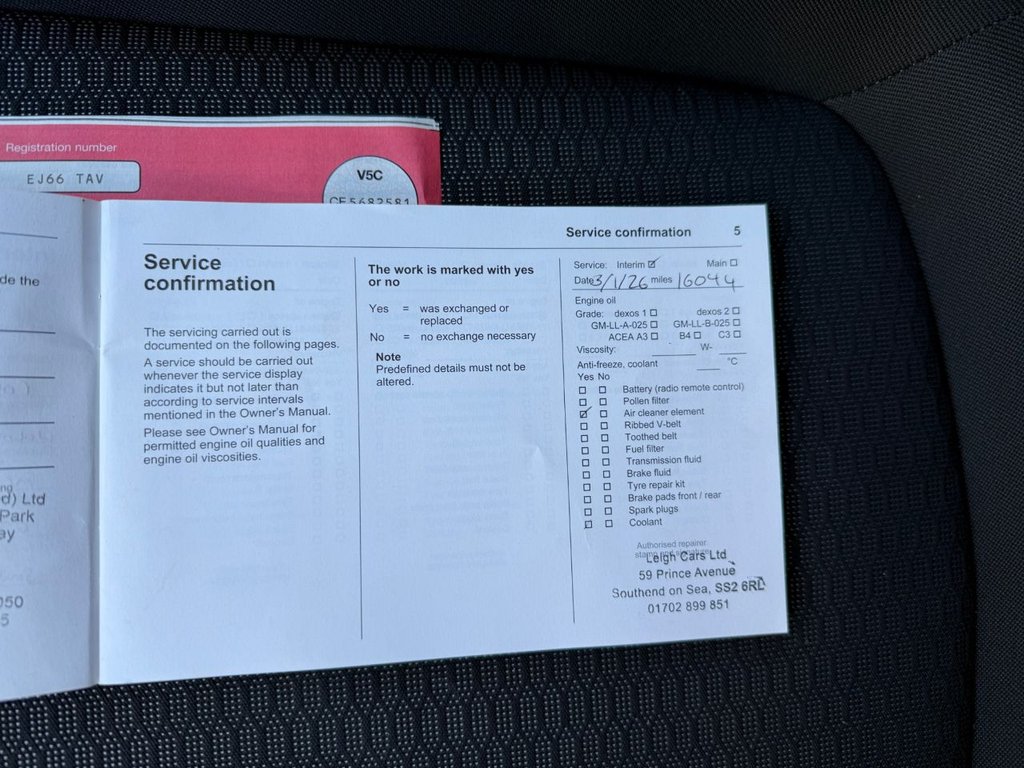 Registration number
EJ66 TAV
V5C
CE5682581
de the
d) Ltd
Park
ay
050
5
Service confirmation 5
Service
confirmation
The servicing carried out is
documented on the following pages.
A service should be carried out
whenever the service display
indicates it but not later than
according to service intervals
mentioned in the Owner's Manual.
Please see Owner's Manual for
permitted engine oil qualities and
engine oil viscosities.
The work is marked with yes
or no
Yes = was exchanged or
replaced
No = no exchange necessary
Note
Predefined details must not be
altered.
Service: Interim Main
Date 3/1/26 miles 16044
Engine oil
Grade: dexos 1 dexos 2
GM-LL-A-025 GM-LL-B-025
ACEA A3 B4 C3
Viscosity: W-
Anti-freeze, coolant °C
Yes No
Battery (radio remote control)
Pollen filter
Air cleaner element
Ribbed V-belt
Toothed belt
Fuel filter
Transmission fluid
Brake fluid
Tyre repair kit
Brake pads front / rear
Spark plugs
Coolant
Authorised repairer
Leigh Cars Ltd
59 Prince Avenue
Southend on Sea, SS2 6RL
01702 899 851